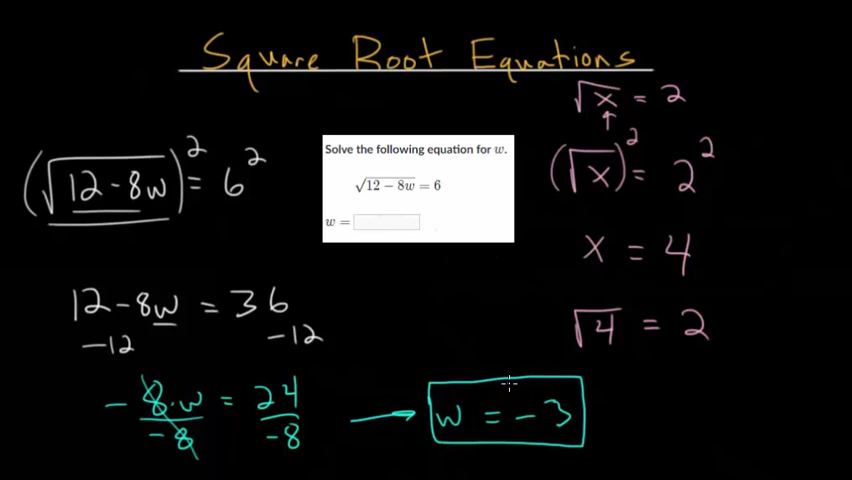 Square Root Equations
(√(12-8w))² = 6²
12-8w = 36
-12 -12
-8·w = 24
-8 -8
Solve the following equation for w.
√(12 − 8w) = 6
w =
w = -3
√x = 2
(√x)² = 2²
x = 4
√4 = 2